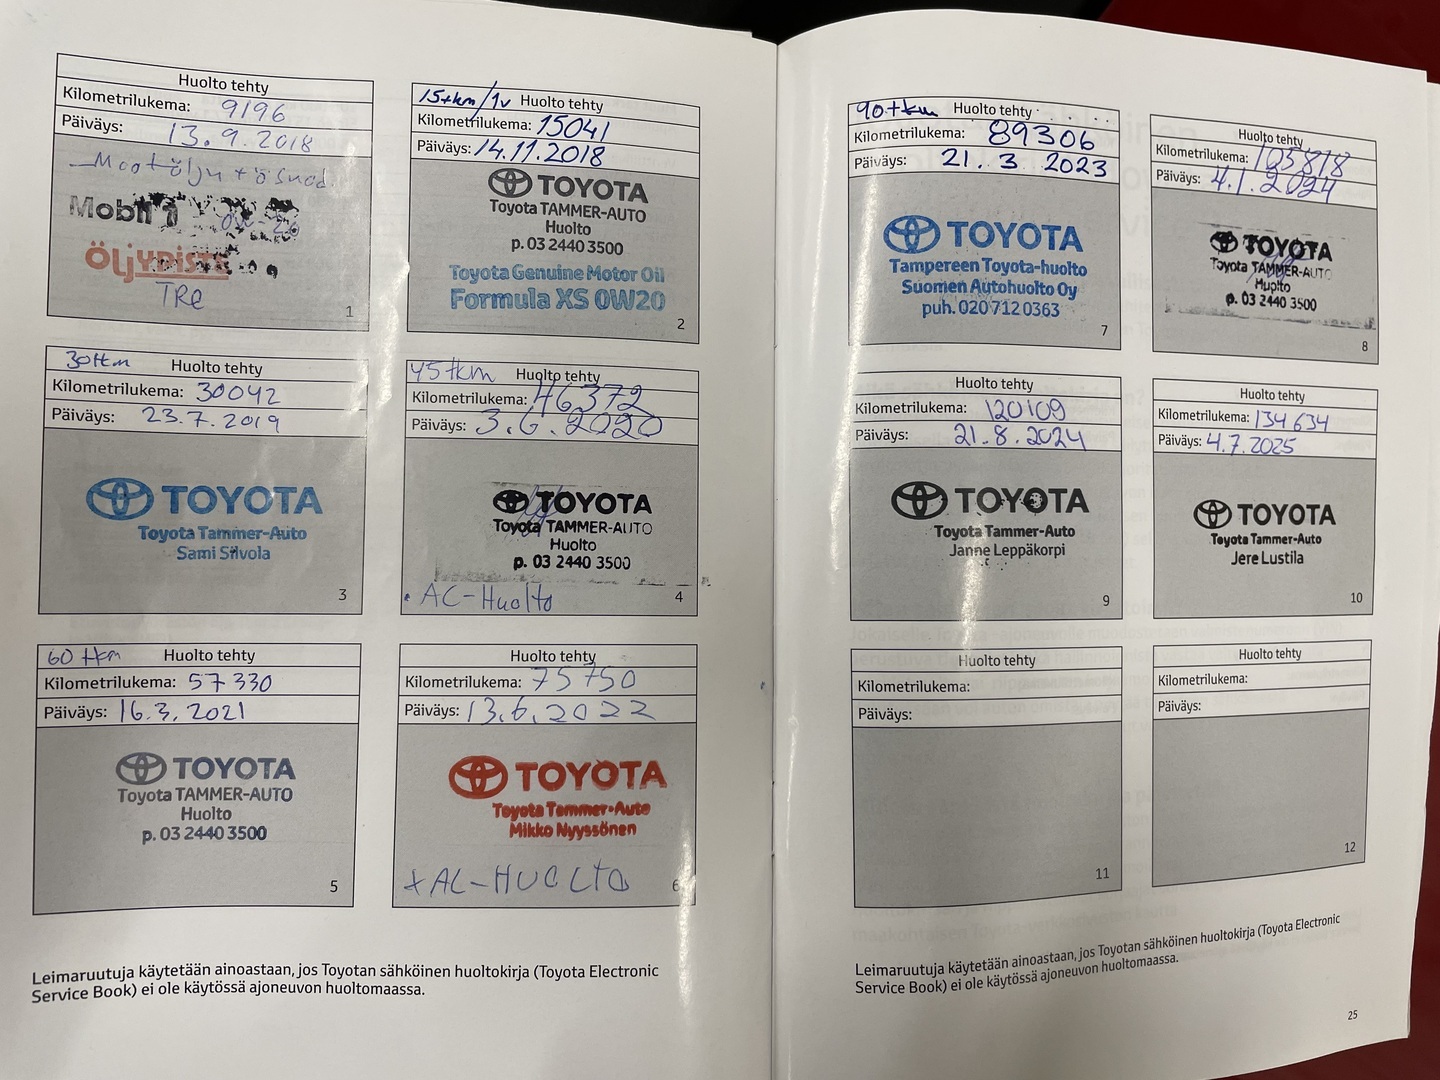 Huolto tehty
Kilometrilukema: 9196
Päiväys: 13.9.2018
Mobil 1
ÖLJY
TRe
1
15tkm/1v Huolto tehty
Kilometrilukema: 15041
Päiväys: 14.11.2018
TOYOTA
Toyota TAMMER-AUTO
Huolto
p. 03 2440 3500
Toyota Genuine Motor Oil
Formula XS 0W20
2
30tkm Huolto tehty
Kilometrilukema: 30042
Päiväys: 23.7.2019
TOYOTA
Toyota Tammer-Auto
Sami Silvola
3
45tkm Huolto tehty
Kilometrilukema: 46372
Päiväys: 3.6.2020
TOYOTA
Toyota TAMMER-AUTO
Huolto
p. 03 2440 3500
• AC-Huolto
4
60 tkm Huolto tehty
Kilometrilukema: 57330
Päiväys: 16.3.2021
TOYOTA
Toyota TAMMER-AUTO
Huolto
p. 03 2440 3500
5
Huolto tehty
Kilometrilukema: 75750
Päiväys: 13.6.2022
TOYOTA
Toyota Tammer-Auto
Mikko Nyyssönen
+ AC-HUOLTO
6
Leimaruutuja käytetään ainoastaan, jos Toyotan sähköinen huoltokirja (Toyota Electronic
Service Book) ei ole käytössä ajoneuvon huoltomaassa.
90tkm Huolto tehty
Kilometrilukema: 89306
Päiväys: 21.3.2023
TOYOTA
Tampereen Toyota-huolto
Suomen Autohuolto Oy
puh. 020 712 0363
7
Huolto tehty
Kilometrilukema: 105818
Päiväys: 4.1.2024
TOYOTA
Toyota TAMMER-AUTO
Huolto
p. 03 2440 3500
8
Huolto tehty
Kilometrilukema: 120109
Päiväys: 21.8.2024
TOYOTA
Toyota Tammer-Auto
Janne Leppäkorpi
9
Huolto tehty
Kilometrilukema: 134634
Päiväys: 4.7.2025
TOYOTA
Toyota Tammer-Auto
Jere Lustila
10
Huolto tehty
Kilometrilukema:
Päiväys:
11
Huolto tehty
Kilometrilukema:
Päiväys:
12
Leimaruutuja käytetään ainoastaan, jos Toyotan sähköinen huoltokirja (Toyota Electronic
Service Book) ei ole käytössä ajoneuvon huoltomaassa.
25